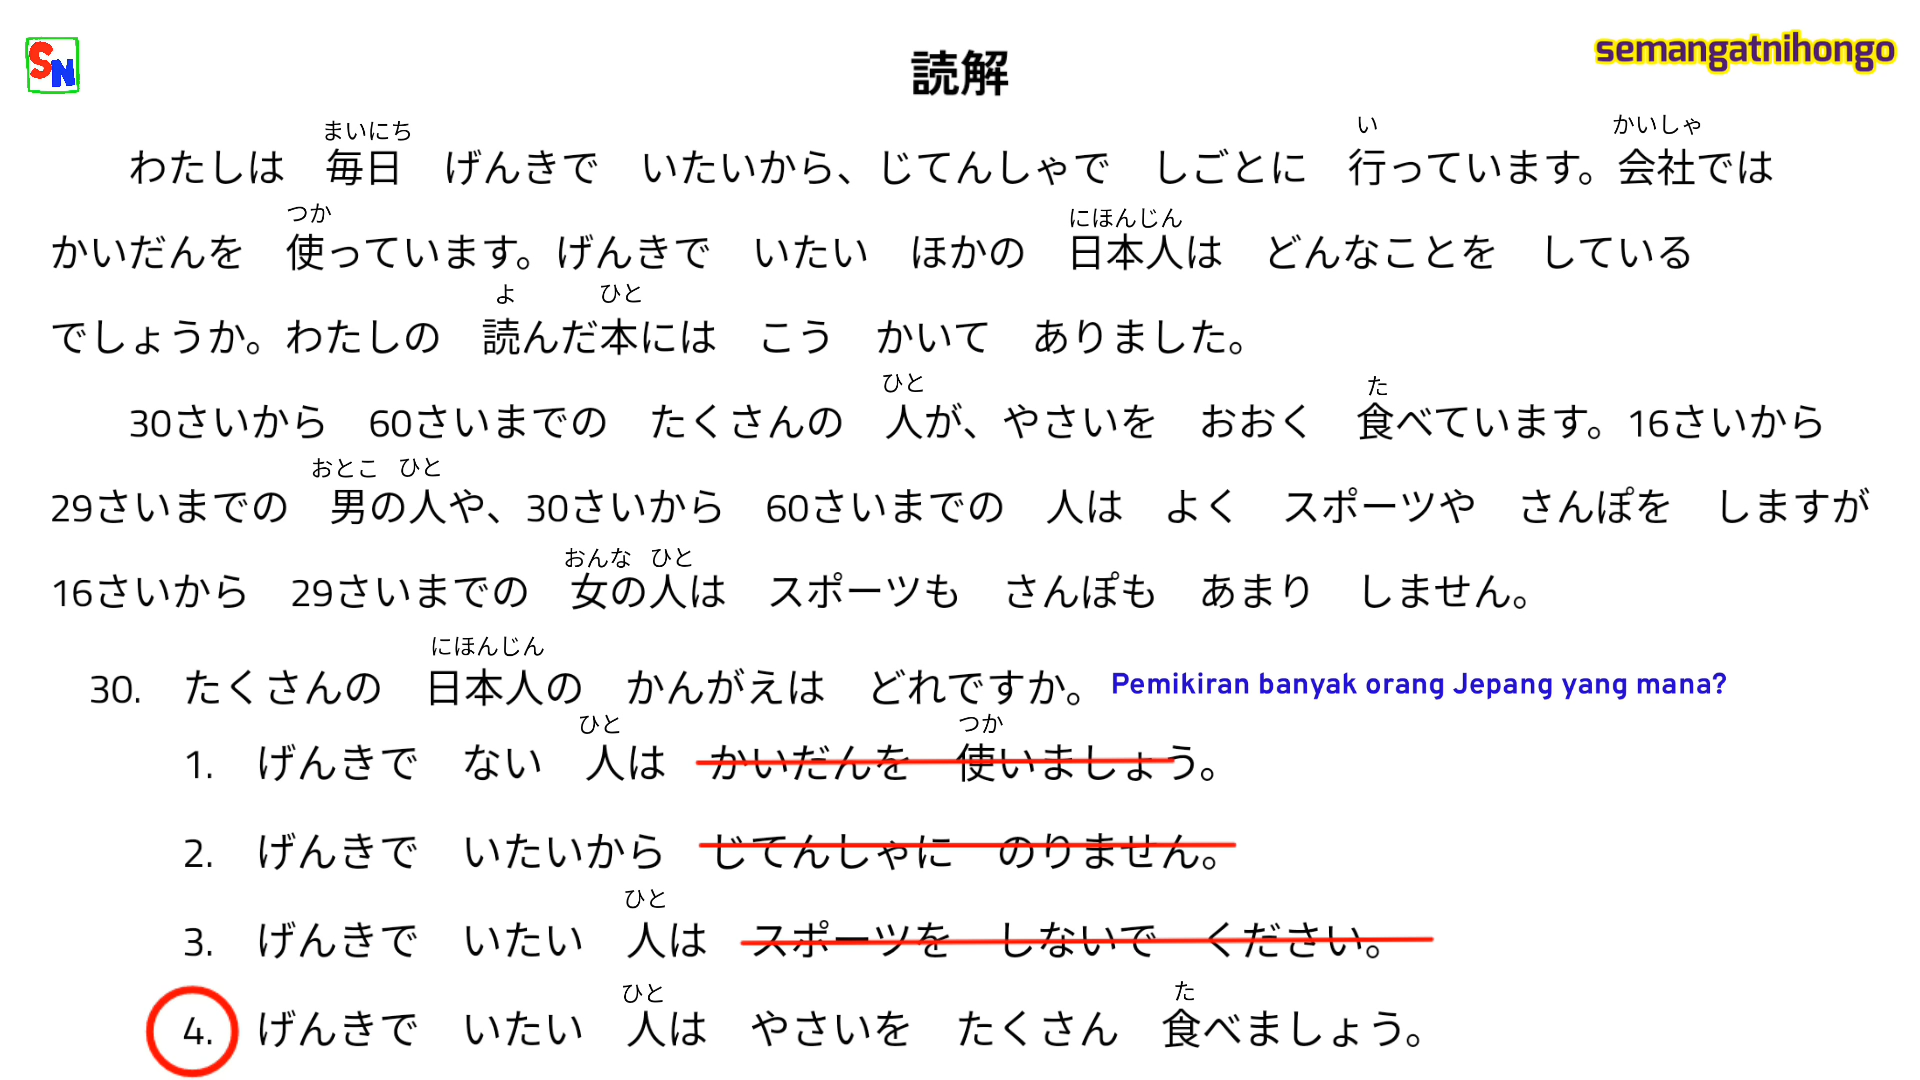 SN
読解
semangatnihongo
まいにち い かいしゃ
わたしは 毎日 げんきで いたいから、じてんしゃで しごとに 行っています。会社では
つか にほんじん
かいだんを 使っています。げんきで いたい ほかの 日本人は どんなことを している
よ ひと
でしょうか。わたしの 読んだ本には こう かいて ありました。
ひと た
30さいから 60さいまでの たくさんの 人が、やさいを おおく 食べています。16さいから
おとこ ひと
29さいまでの 男の人や、30さいから 60さいまでの 人は よく スポーツや さんぽを しますが
おんな ひと
16さいから 29さいまでの 女の人は スポーツも さんぽも あまり しません。
にほんじん
30. たくさんの 日本人の かんがえは どれですか。 Pemikiran banyak orang Jepang yang mana?
ひと つか
1. げんきで ない 人は かいだんを 使いましょう。
2. げんきで いたいから じてんしゃに のりません。
ひと
3. げんきで いたい 人は スポーツを しないで ください。
ひと た
4. げんきで いたい 人は やさいを たくさん 食べましょう。